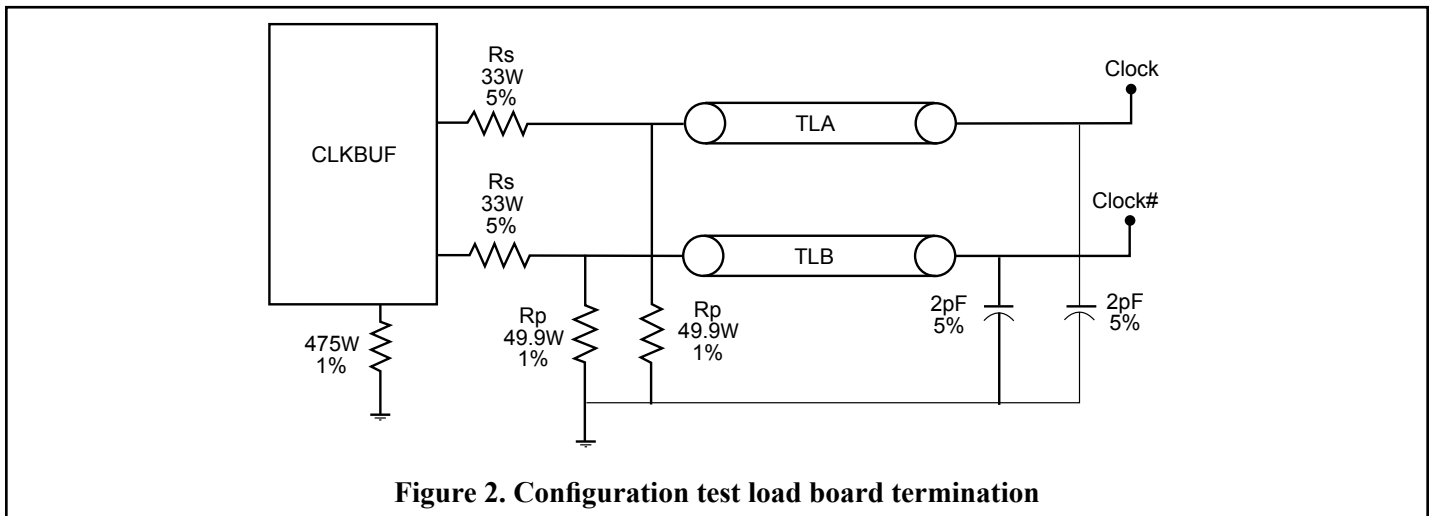 Rs
33W
5%
Clock
TLA
CLKBUF
Rs
33W
5%
Clock#
TLB
475W
1%
Rp
49.9W
1%
Rp
49.9W
1%
2pF
5%
2pF
5%
Figure 2. Configuration test load board termination